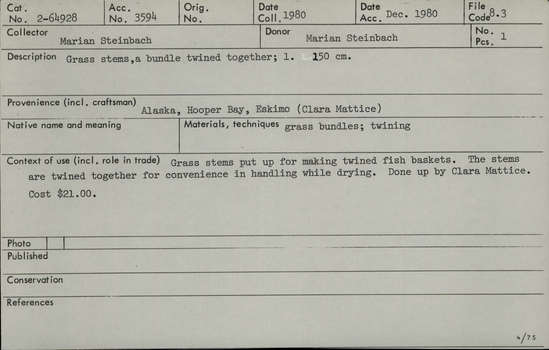 Cat. No. 2-64928 Acc. No. 3594 Orig. No. Date Coll. 1980 Date Acc. Dec. 1980 File Code 8.3
Collector Marian Steinbach Donor Marian Steinbach No. Pcs. 1
Description Grass stems,a bundle twined together; l. 150 cm.
Provenience (incl. craftsman) Alaska, Hooper Bay, Eskimo (Clara Mattice)
Native name and meaning Materials, techniques grass bundles; twining
Context of use (incl. role in trade) Grass stems put up for making twined fish baskets. The stems
are twined together for convenience in handling while drying. Done up by Clara Mattice.
Cost $21.00.
Photo
Published
Conservation
References
4/75